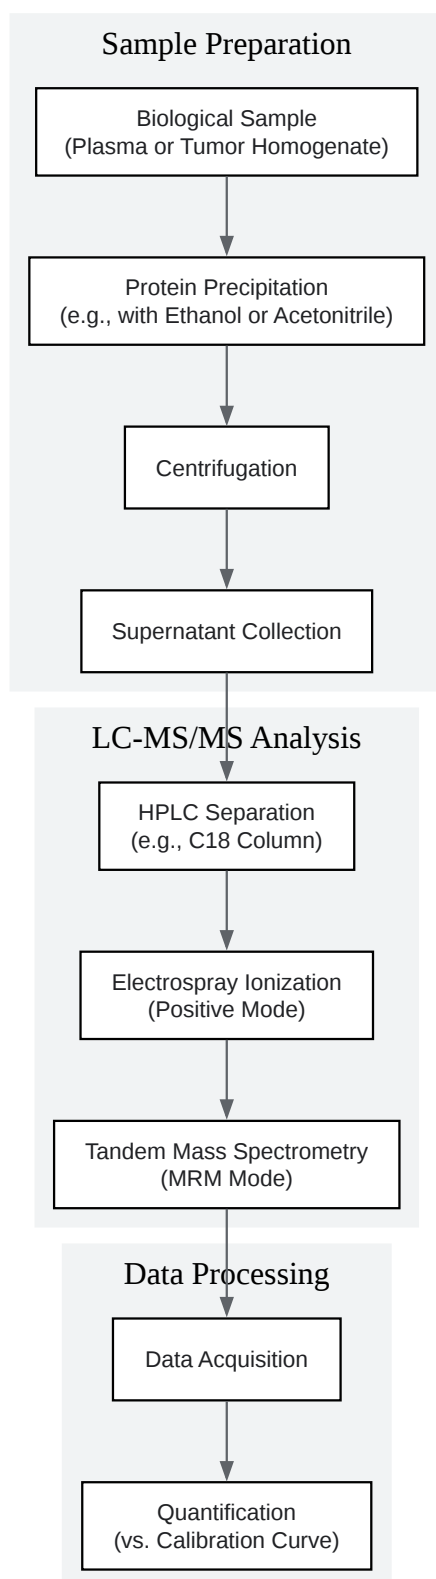 Sample Preparation
Biological Sample
(Plasma or Tumor Homogenate)
Protein Precipitation
(e.g., with Ethanol or Acetonitrile)
Centrifugation
Supernatant Collection
LC-MS/MS Analysis
HPLC Separation
(e.g., C18 Column)
Electrospray Ionization
(Positive Mode)
Tandem Mass Spectrometry
(MRM Mode)
Data Processing
Data Acquisition
Quantification
(vs. Calibration Curve)